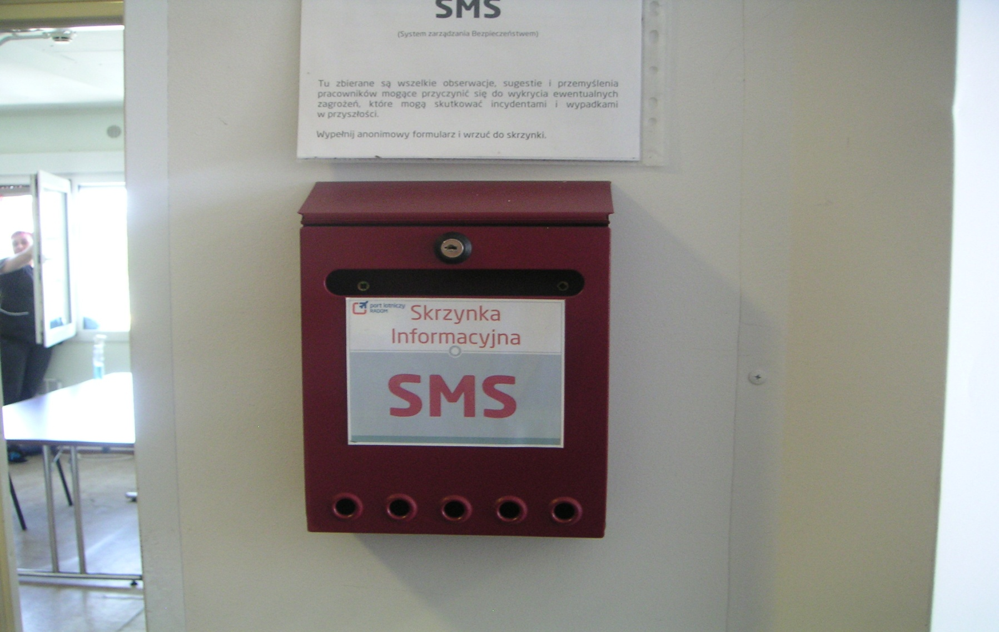 SMS
(System zarządzania Bezpieczeństwem)
Tu zbierane są wszelkie obserwacje, sugestie i przemyślenia
pracowników mogące przyczynić się do wykrycia ewentualnych
zagrożeń, które mogą skutkować incydentami i wypadkami
w przyszłości.
Wypełnij anonimowy formularz i wrzuć do skrzynki.
port lotniczy
RADOM
Skrzynka
Informacyjna
SMS